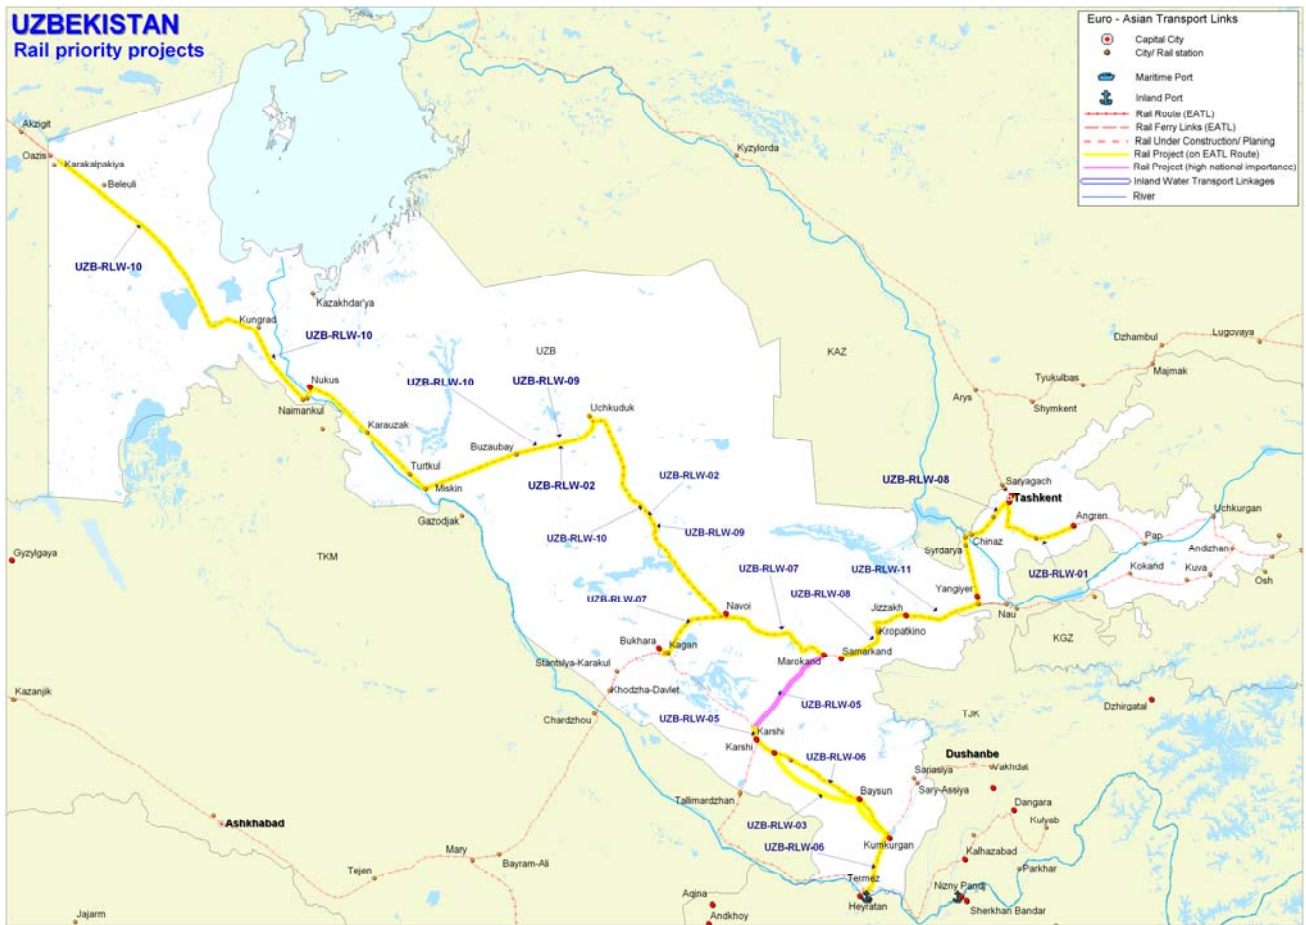 UZBEKISTAN
Rail priority projects
Euro - Asian Transport Links
Capital City
City/ Rail station
Maritime Port
Inland Port
Rail Route (EATL)
Rail Ferry Links (EATL)
Rail Under Construction/ Planing
Rail Project (on EATL Route)
Rail Project (high national importance)
Inland Water Transport Linkages
River
Akzigit
Oazis
Karakalpakiya
Beleuli
Kyzylorda
UZB-RLW-10
Kazakhdar'ya
Kungrad
UZB-RLW-10
UZB
KAZ
Dzhambul
Lugovaya
Majmak
Tyukulbas
Arys
Shymkent
Nukus
Naimankul
UZB-RLW-10
UZB-RLW-09
Uchkuduk
Karauzak
Buzaubay
Turtkul
Miskin
UZB-RLW-02
UZB-RLW-02
UZB-RLW-08
Saryagach
Tashkent
Gazodjak
UZB-RLW-10
UZB-RLW-09
Angren
Uchkurgan
Chinaz
Pap
Syrdarya
Andizhan
TKM
Gyzylgaya
UZB-RLW-07
UZB-RLW-11
UZB-RLW-01
Kokand
Kuva
Osh
UZB-RLW-07
UZB-RLW-08
Yangiyer
Navoi
Jizzakh
Nau
Kropatkino
KGZ
Bukhara
Kagan
Marokand
Samarkand
Stantsiya-Karakul
Khodzha-Davlet
Kazanjik
UZB-RLW-05
Dzhirgatal
Chardzhou
UZB-RLW-05
TJK
Karshi
Karshi
UZB-RLW-06
Dushanbe
Sariasiya
Vakhdat
Sary-Assiya
Tallimardzhan
Baysun
Dangara
Ashkhabad
UZB-RLW-03
Kulyab
UZB-RLW-06
Kumkurgan
Mary
Bayram-Ali
Kalhazabad
Tejen
Parkhar
Termez
Aqina
Heyratan
Nizny Pandj
Sherkhan Bandar
Jajarm
Andkhoy